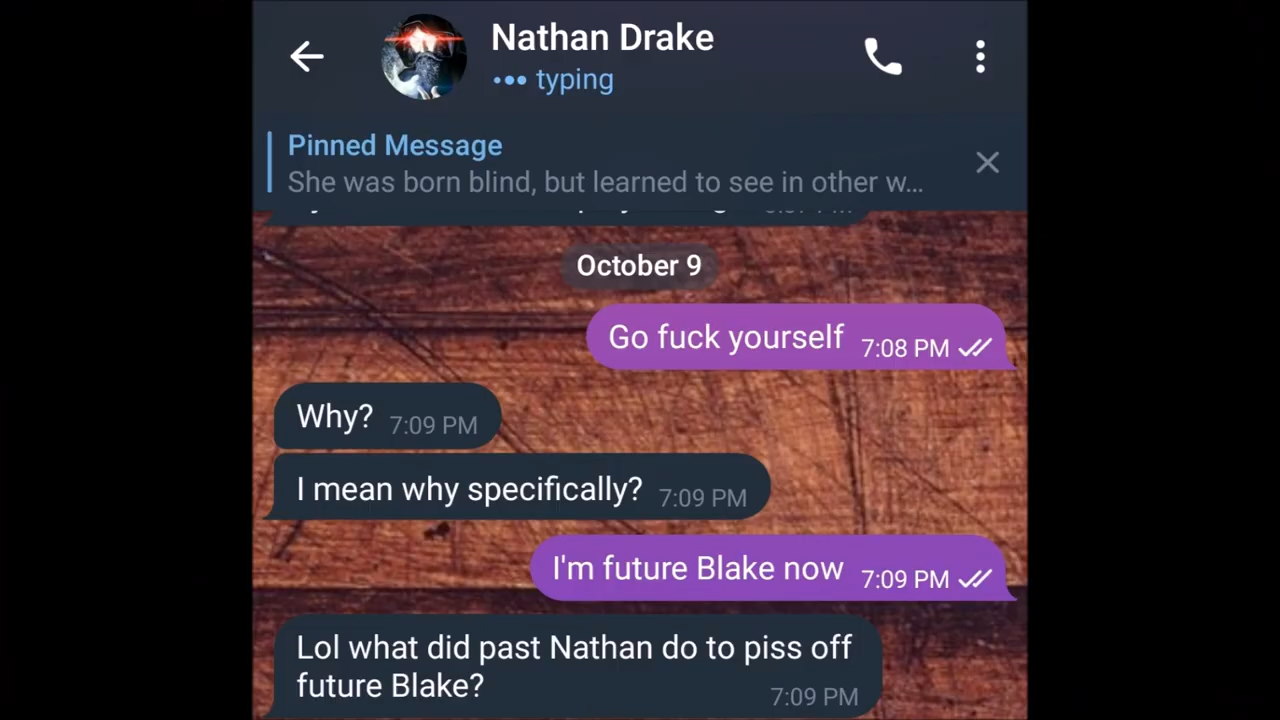 Nathan Drake
••• typing
Pinned Message
She was born blind, but learned to see in other w...
October 9
Go fuck yourself 7:08 PM
Why? 7:09 PM
I mean why specifically? 7:09 PM
I'm future Blake now 7:09 PM
Lol what did past Nathan do to piss off
future Blake? 7:09 PM